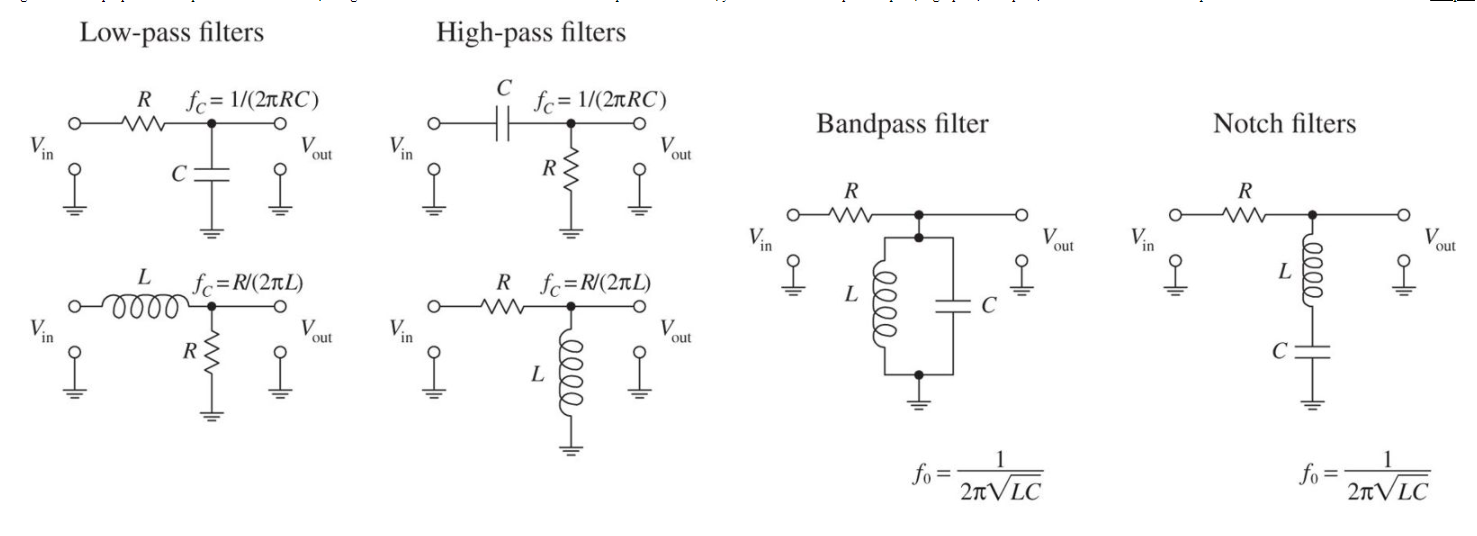 Low-pass filters
R
f_C = 1/(2πRC)
V_in
V_out
C
L
f_C = R/(2πL)
V_in
V_out
R
High-pass filters
C
f_C = 1/(2πRC)
V_in
V_out
R
R
f_C = R/(2πL)
V_in
V_out
L
Bandpass filter
R
V_in
V_out
L
C
f_0 = 1/(2π√LC)
Notch filters
R
V_in
V_out
L
C
f_0 = 1/(2π√LC)